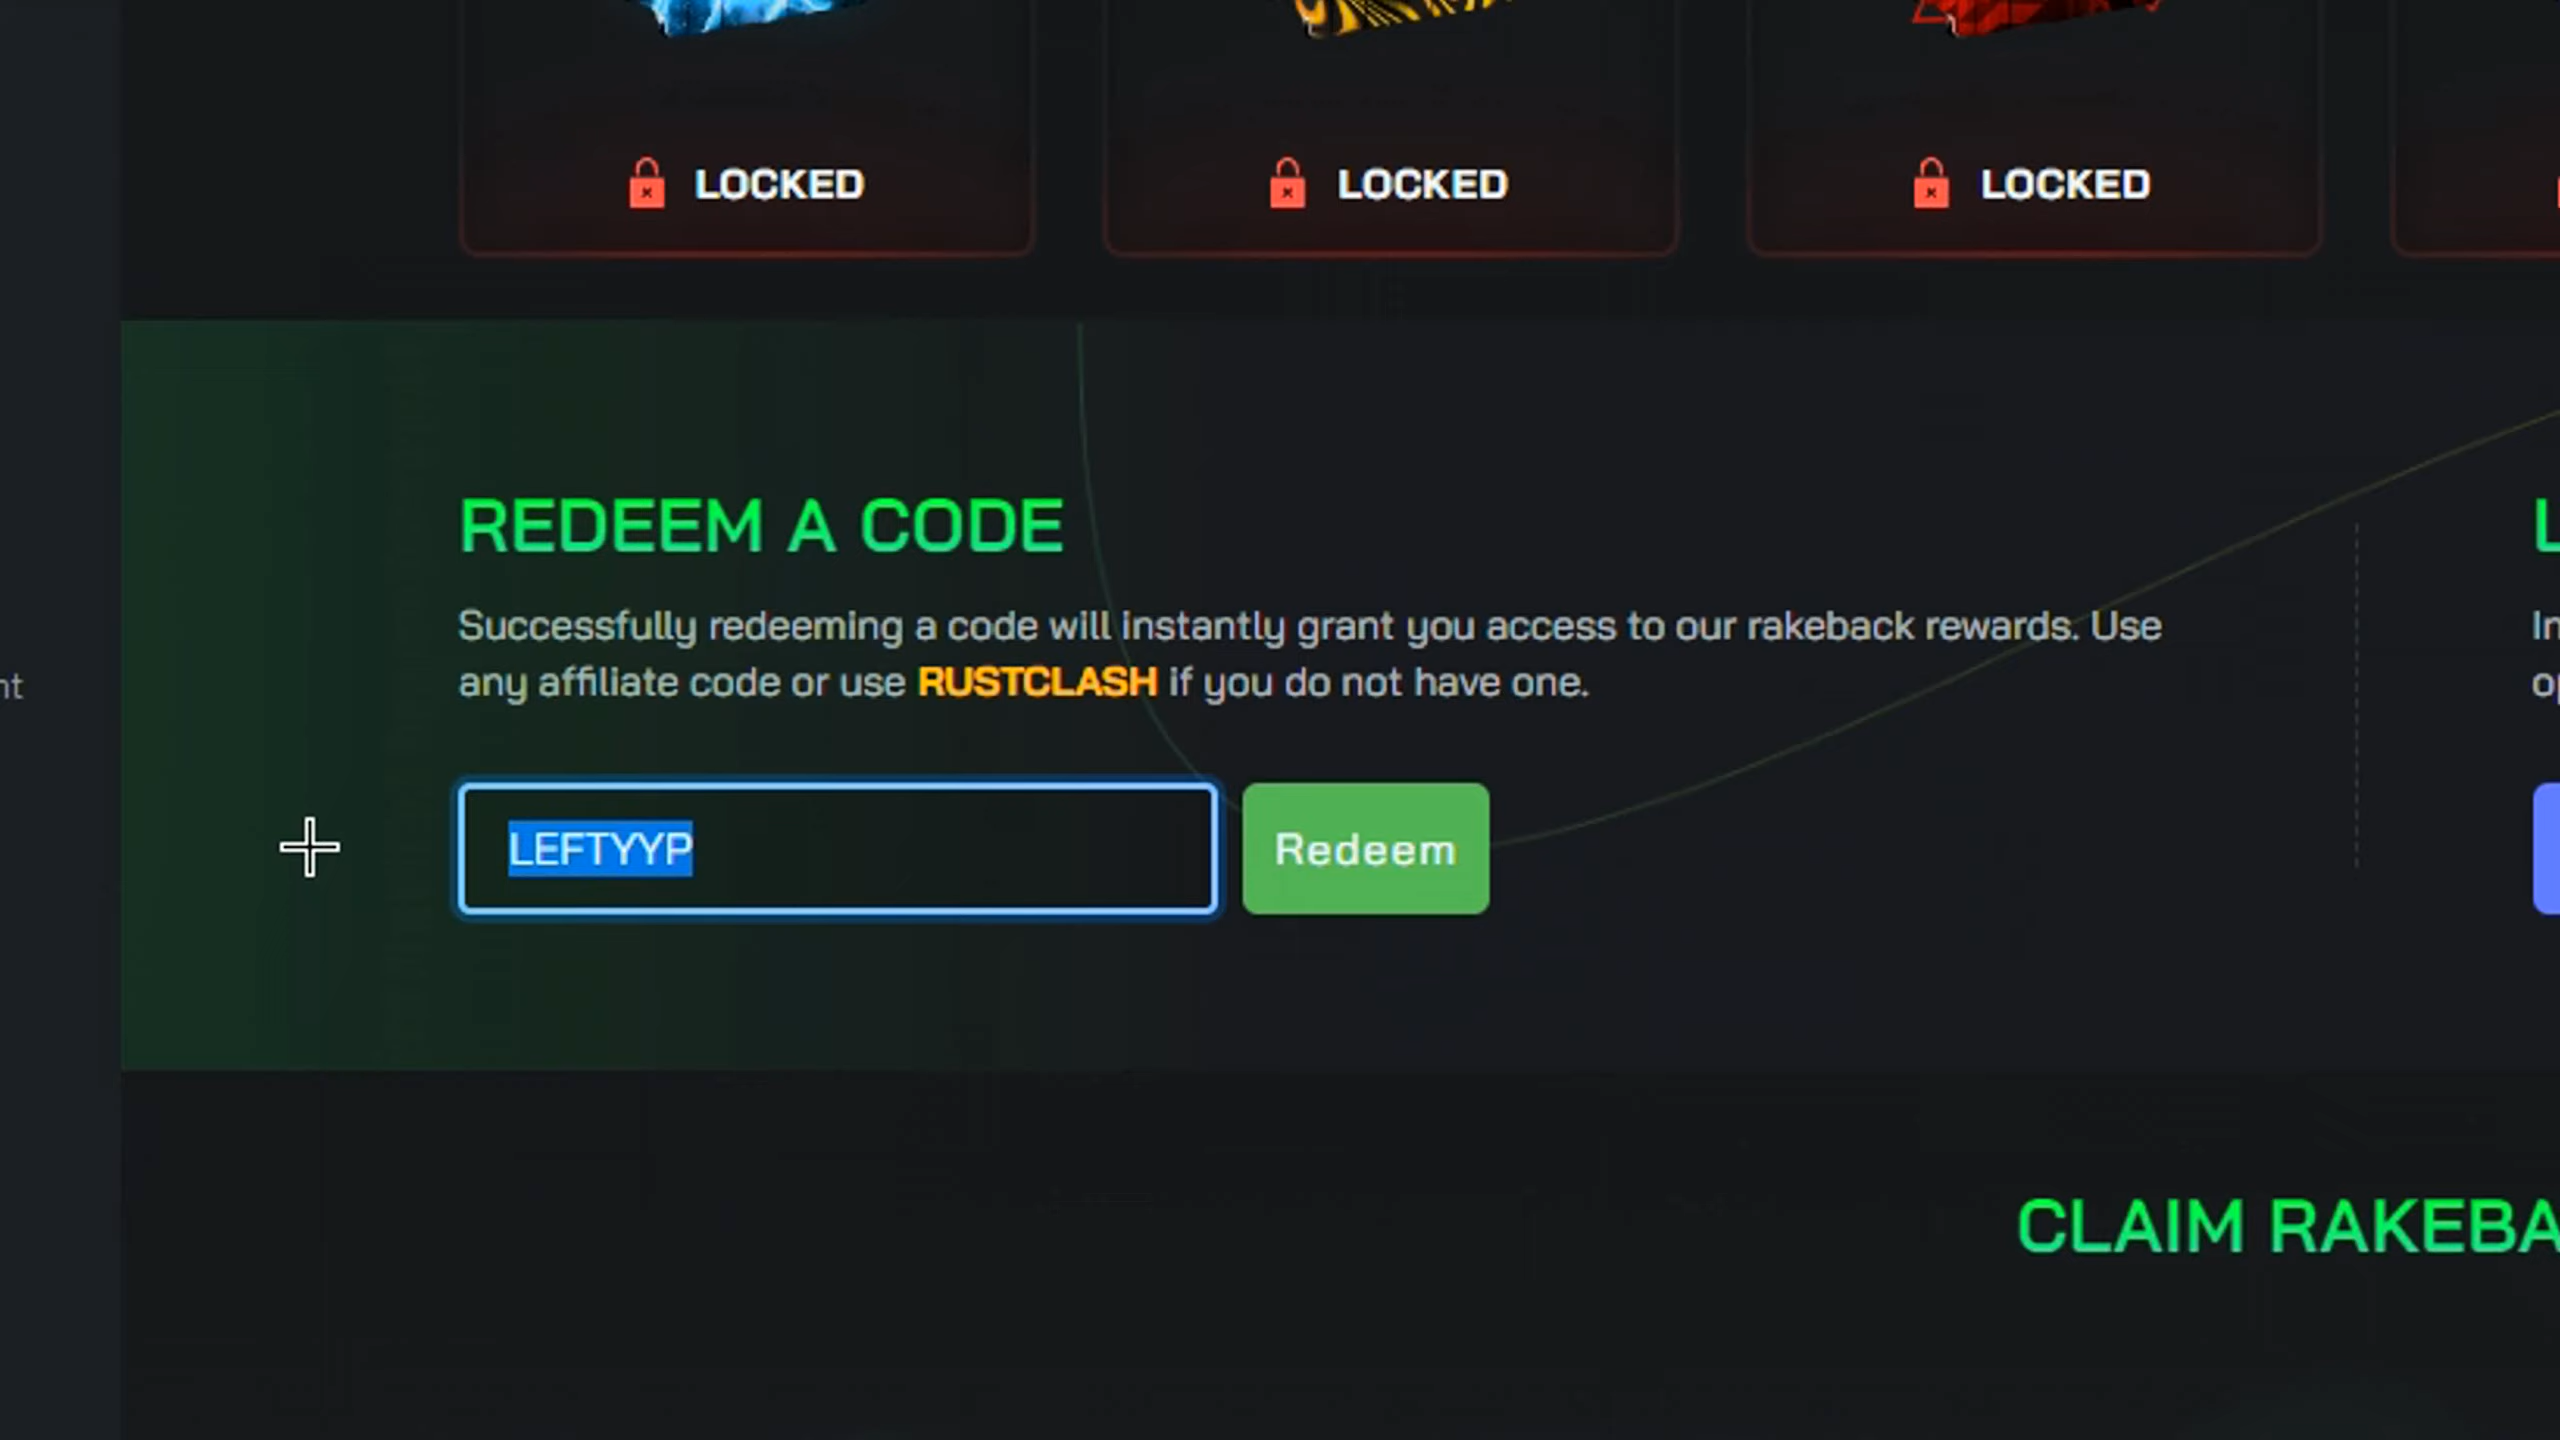 LOCKED LOCKED LOCKED
REDEEM A CODE
Successfully redeeming a code will instantly grant you access to our rakeback rewards. Use
any affiliate code or use RUSTCLASH if you do not have one.
nt
LEFTYYP Redeem
CLAIM RAKEBA